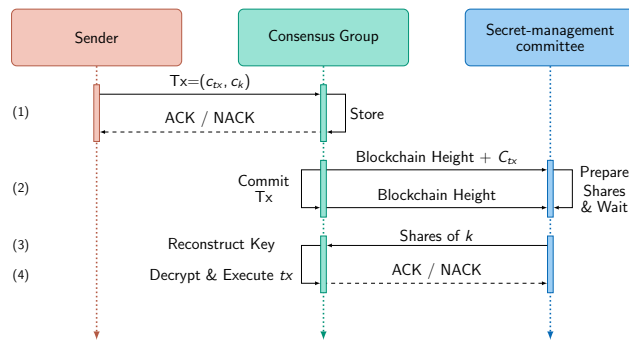 Sender
Consensus Group
Secret-management
committee
Tx=(c_tx, c_k)
(1)
Store
ACK / NACK
Blockchain Height + C_tx
Prepare
Shares
& Wait
(2)
Commit
Tx
Blockchain Height
(3)
Reconstruct Key
Shares of k
(4)
Decrypt & Execute tx
ACK / NACK